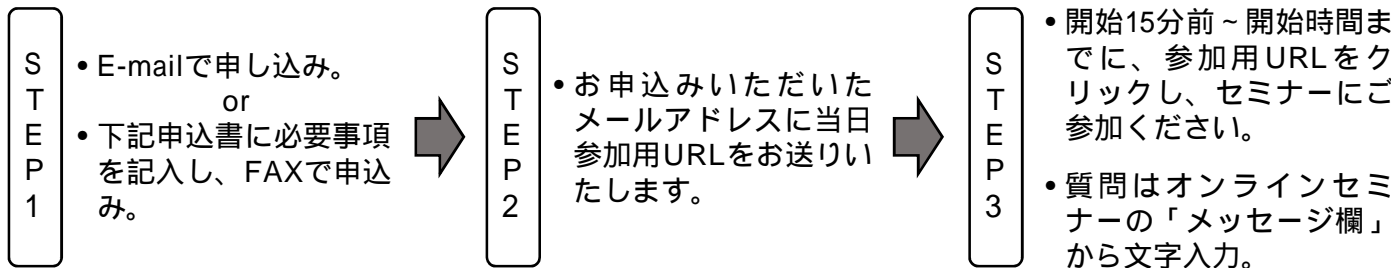 STEP1
• E-mailで申し込み。
or
• 下記申込書に必要事項
を記入し、FAXで申込
み。
STEP2
• お申込みいただいた
メールアドレスに当日
参加用URLをお送りい
たします。
STEP3
• 開始15分前~開始時間ま
でに、参加用URLをク
リックし、セミナーにご
参加ください。
• 質問はオンラインセミ
ナーの「メッセージ欄」
から文字入力。